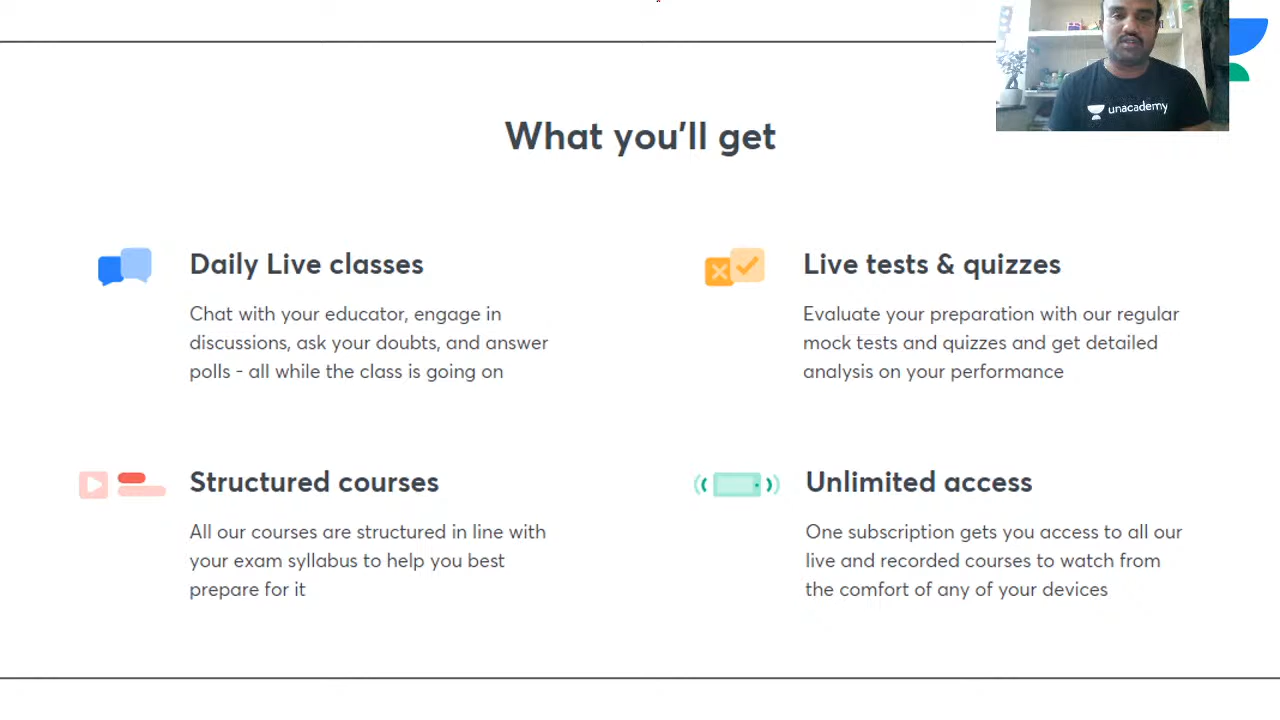 unacademy
What you'll get
Daily Live classes
Chat with your educator, engage in
discussions, ask your doubts, and answer
polls - all while the class is going on
Live tests & quizzes
Evaluate your preparation with our regular
mock tests and quizzes and get detailed
analysis on your performance
Structured courses
All our courses are structured in line with
your exam syllabus to help you best
prepare for it
Unlimited access
One subscription gets you access to all our
live and recorded courses to watch from
the comfort of any of your devices